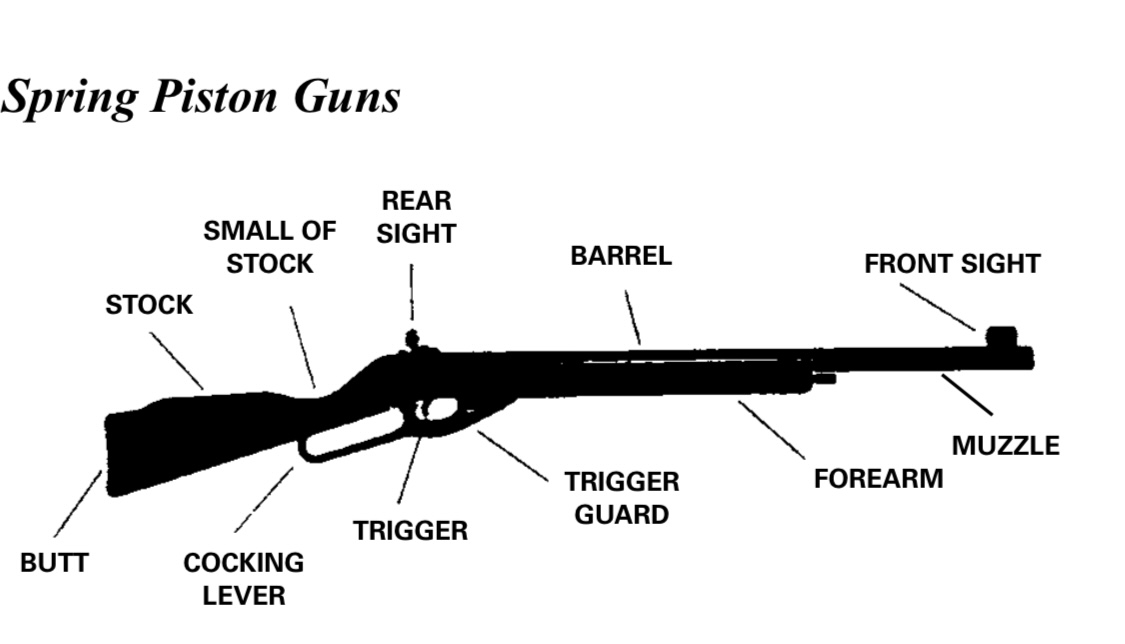 Spring Piston Guns
REAR
SIGHT
SMALL OF
STOCK
BARREL
FRONT SIGHT
STOCK
MUZZLE
FOREARM
TRIGGER
GUARD
TRIGGER
BUTT
COCKING
LEVER